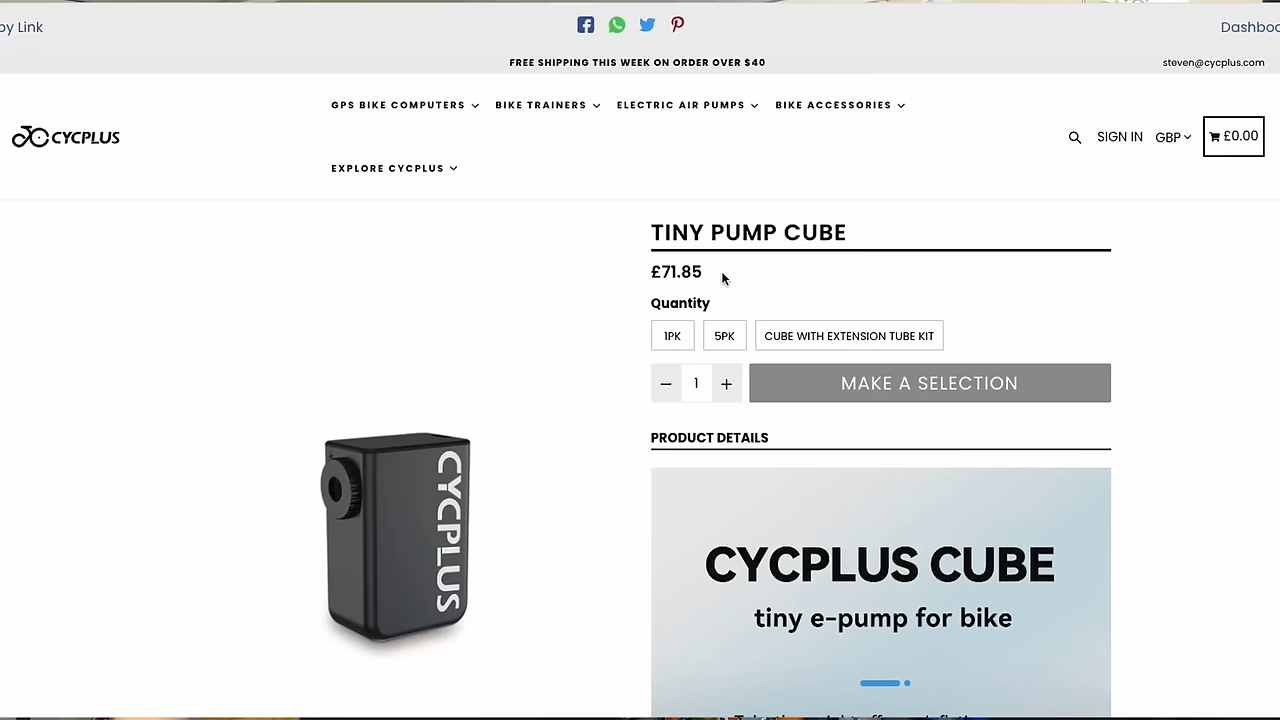 by Link
Dashboa
FREE SHIPPING THIS WEEK ON ORDER OVER $40
steven@cycplus.com
GPS BIKE COMPUTERS BIKE TRAINERS ELECTRIC AIR PUMPS BIKE ACCESSORIES
CYCPLUS
SIGN IN GBP £0.00
EXPLORE CYCPLUS
TINY PUMP CUBE
£71.85
Quantity
1PK 5PK CUBE WITH EXTENSION TUBE KIT
− 1 + MAKE A SELECTION
PRODUCT DETAILS
CYCPLUS
CYCPLUS CUBE
tiny e-pump for bike